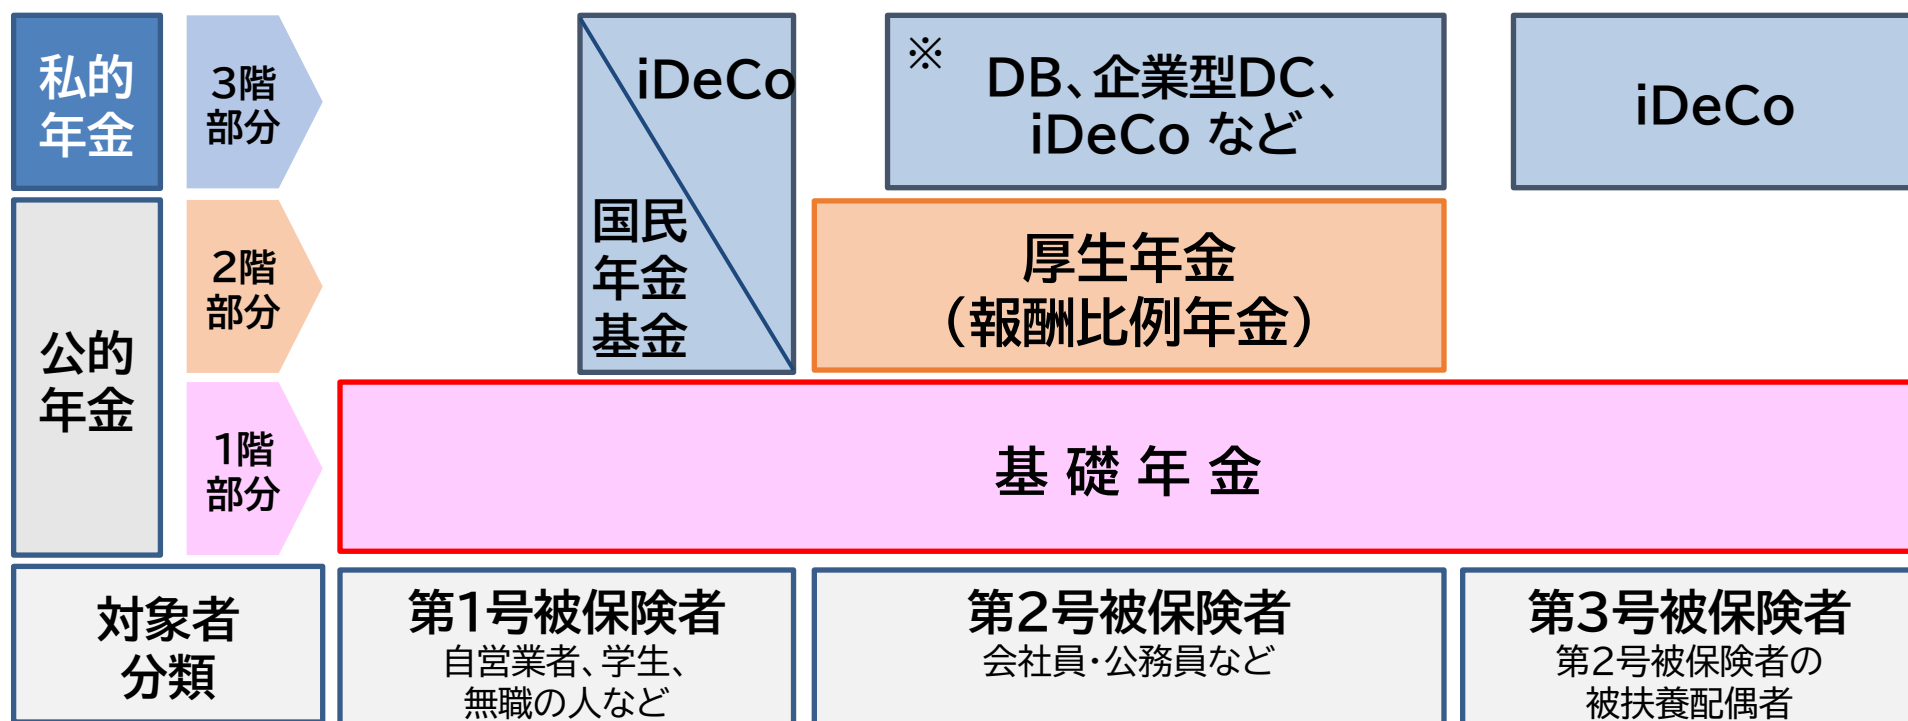 私的
年金
3階
部分
iDeCo
国民
年金
基金
※
DB、企業型DC、
iDeCo など
iDeCo
公的
年金
2階
部分
厚生年金
（報酬比例年金）
1階
部分
基 礎 年 金
対象者
分類
第1号被保険者
自営業者、学生、
無職の人など
第2号被保険者
会社員・公務員など
第3号被保険者
第2号被保険者の
被扶養配偶者